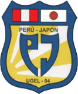 PERÚ - JAPÓN
UGEL - 04